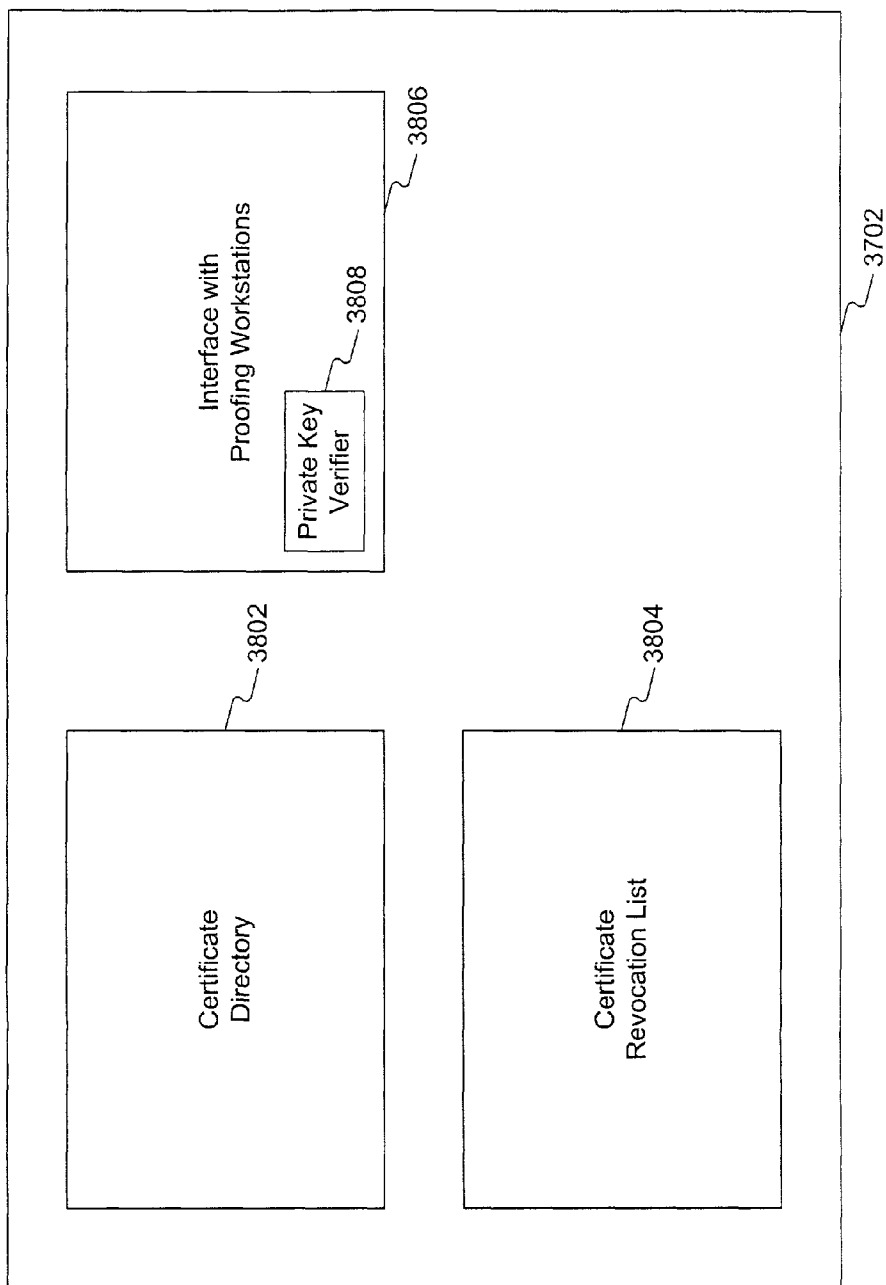 Certificate
Directory
3802
Interface with
Proofing Workstations
Private Key
Verifier
3808
3806
Certificate
Revocation List
3804
3702